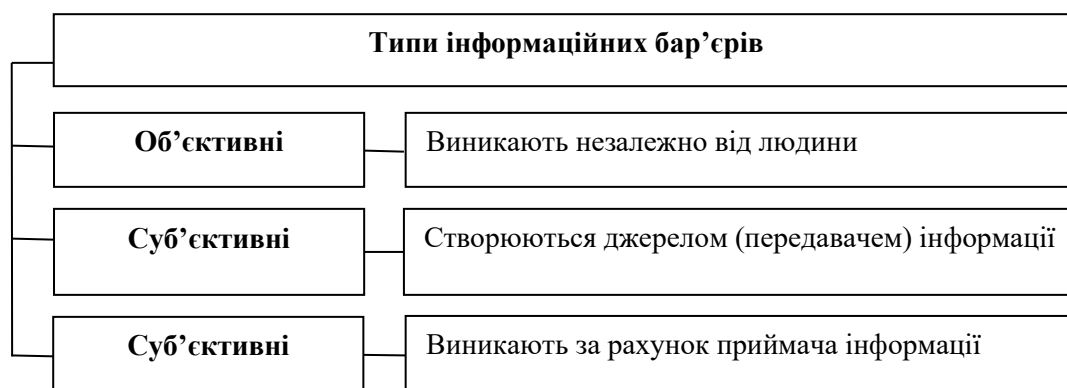 Типи інформаційних бар’єрів
Об’єктивні
Виникають незалежно від людини
Суб’єктивні
Створюються джерелом (передавачем) інформації
Суб’єктивні
Виникають за рахунок приймача інформації